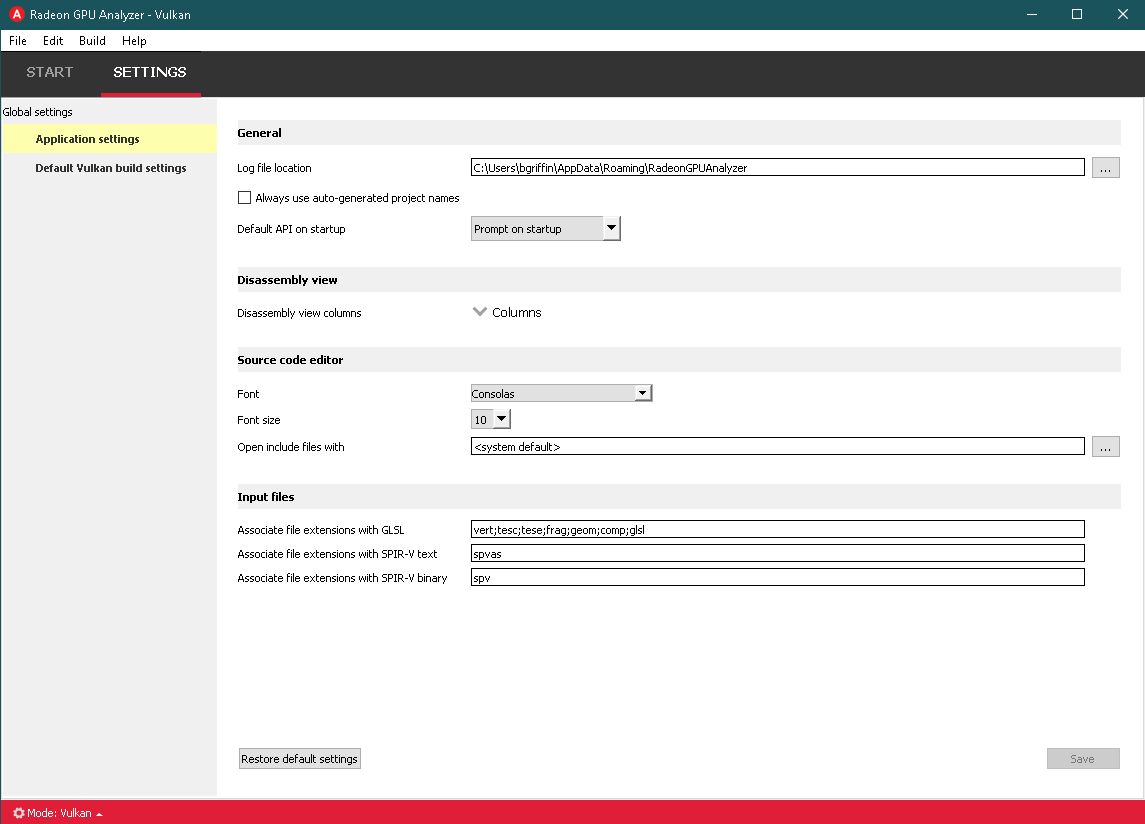 Radeon GPU Analyzer - Vulkan
File Edit Build Help
START SETTINGS
Global settings
Application settings
Default Vulkan build settings
General
Log file location C:\Users\bgriffin\AppData\Roaming\RadeonGPUAnalyzer ...
Always use auto-generated project names
Default API on startup Prompt on startup
Disassembly view
Disassembly view columns Columns
Source code editor
Font Consolas
Font size 10
Open include files with <system default> ...
Input files
Associate file extensions with GLSL vert;tesc;tese;frag;geom;comp;glsl
Associate file extensions with SPIR-V text spvas
Associate file extensions with SPIR-V binary spv
Restore default settings Save
Mode: Vulkan